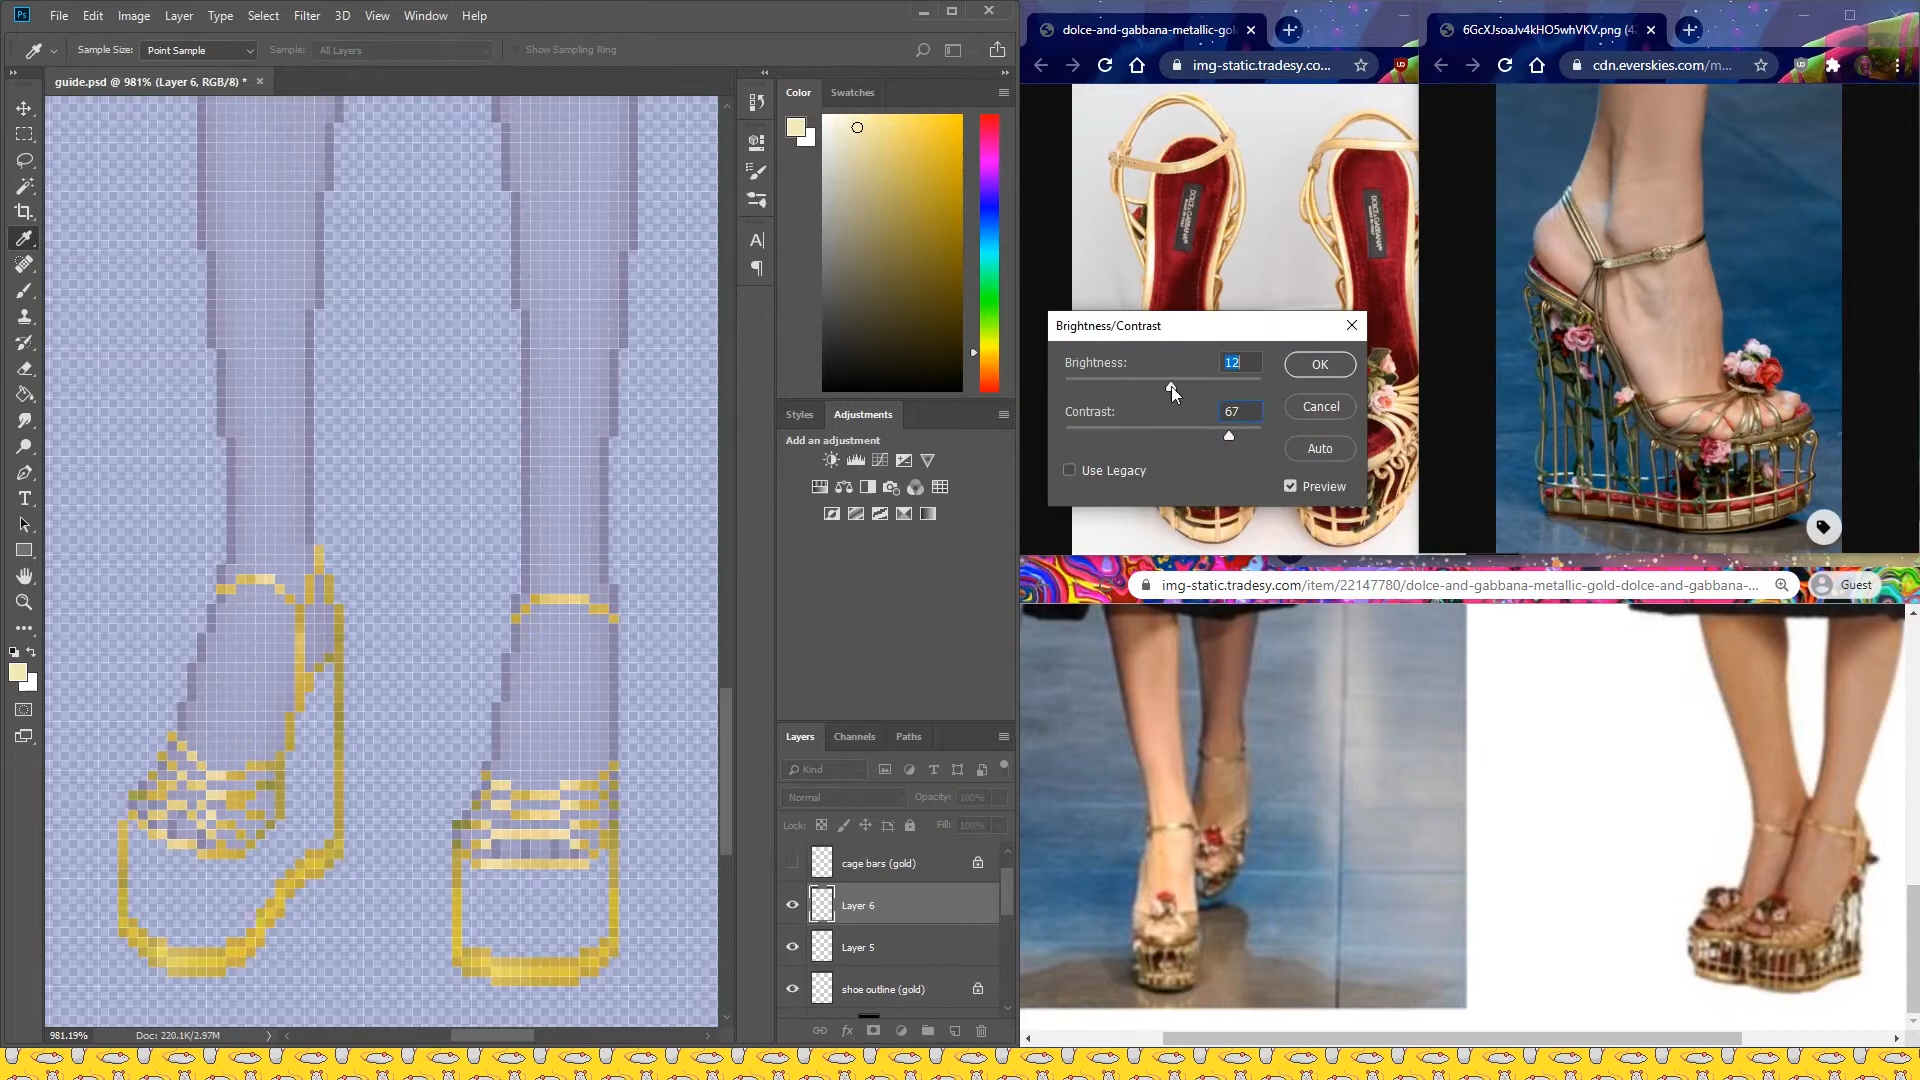 File Edit Image Layer Type Select Filter 3D View Window Help
Sample Size: Point Sample Sample: All Layers Show Sampling Ring
guide.psd @ 981% (Layer 6, RGB/8) *
Color Swatches
Styles Adjustments
Add an adjustment
Layers Channels Paths
Kind
Normal Opacity: 100%
Lock: Fill: 100%
cage bars (gold)
Layer 6
Layer 5
shoe outline (gold)
981.19% Doc: 220.1K/2.97M
dolce-and-gabbana-metallic-gol
img-static.tradesy.co...
6GcXJsoaJv4kHO5whVKV.png (4
cdn.everskies.com/m...
DOLCE & GABBANA
DOLCE & GABBANA
Brightness/Contrast
Brightness: 12
OK
Contrast: 67
Cancel
Auto
Use Legacy
Preview
img-static.tradesy.com/item/22147780/dolce-and-gabbana-metallic-gold-dolce-and-gabbana-... Guest